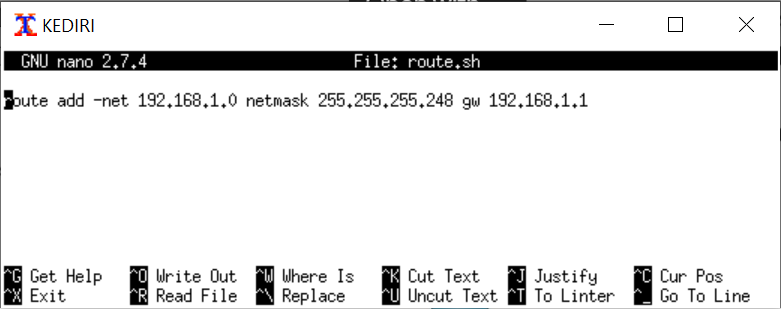 KEDIRI
GNU nano 2.7.4 File: route.sh
route add -net 192.168.1.0 netmask 255.255.255.248 gw 192.168.1.1
^G Get Help ^O Write Out ^W Where Is ^K Cut Text ^J Justify ^C Cur Pos
^X Exit ^R Read File ^\ Replace ^U Uncut Text ^T To Linter ^_ Go To Line